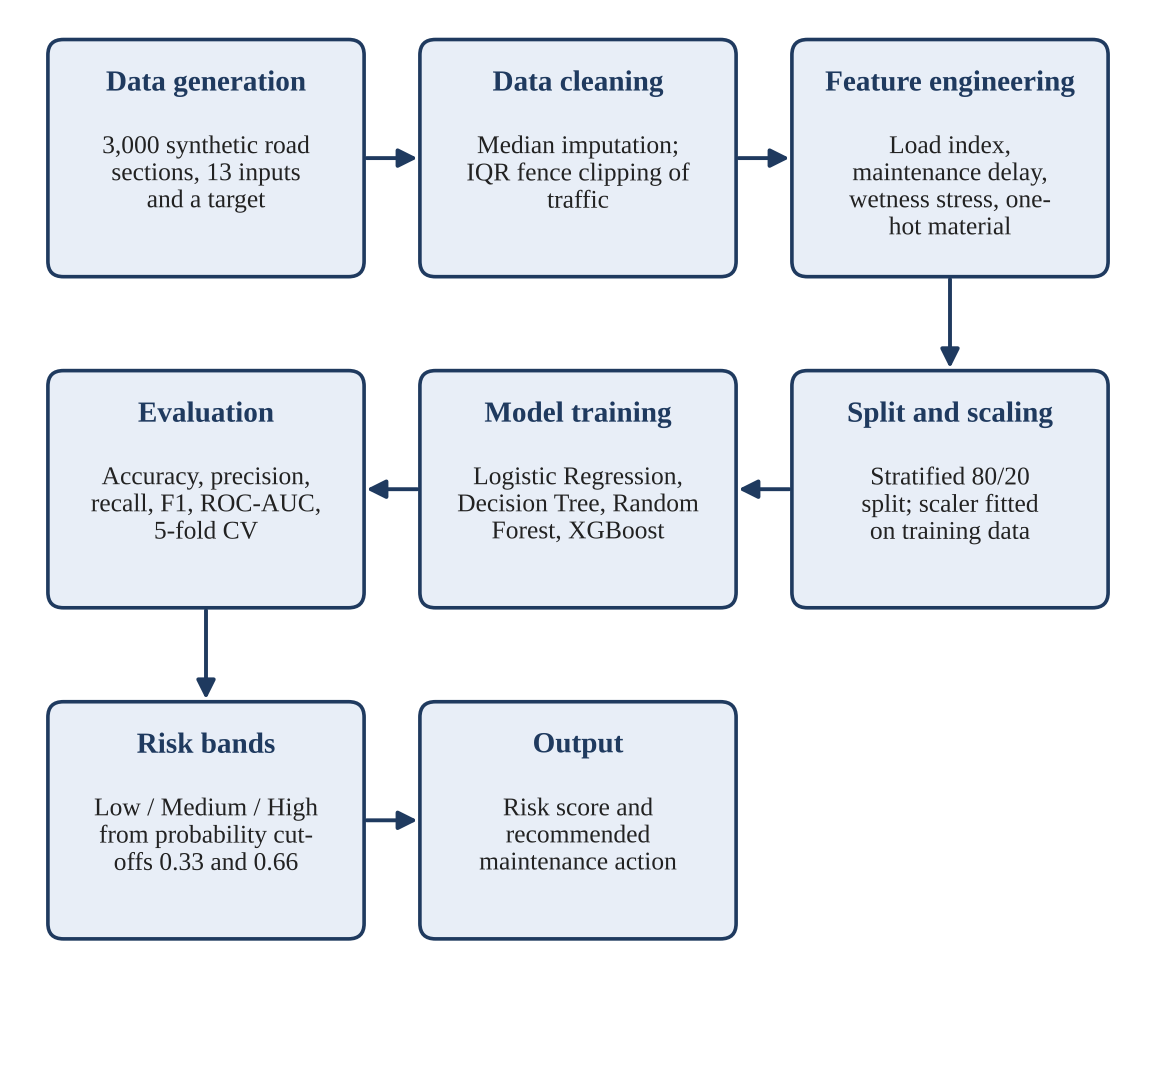 Data generation
3,000 synthetic road
sections, 13 inputs
and a target
Data cleaning
Median imputation;
IQR fence clipping of
traffic
Feature engineering
Load index,
maintenance delay,
wetness stress, one-
hot material
Split and scaling
Stratified 80/20
split; scaler fitted
on training data
Model training
Logistic Regression,
Decision Tree, Random
Forest, XGBoost
Evaluation
Accuracy, precision,
recall, F1, ROC-AUC,
5-fold CV
Risk bands
Low / Medium / High
from probability cut-
offs 0.33 and 0.66
Output
Risk score and
recommended
maintenance action